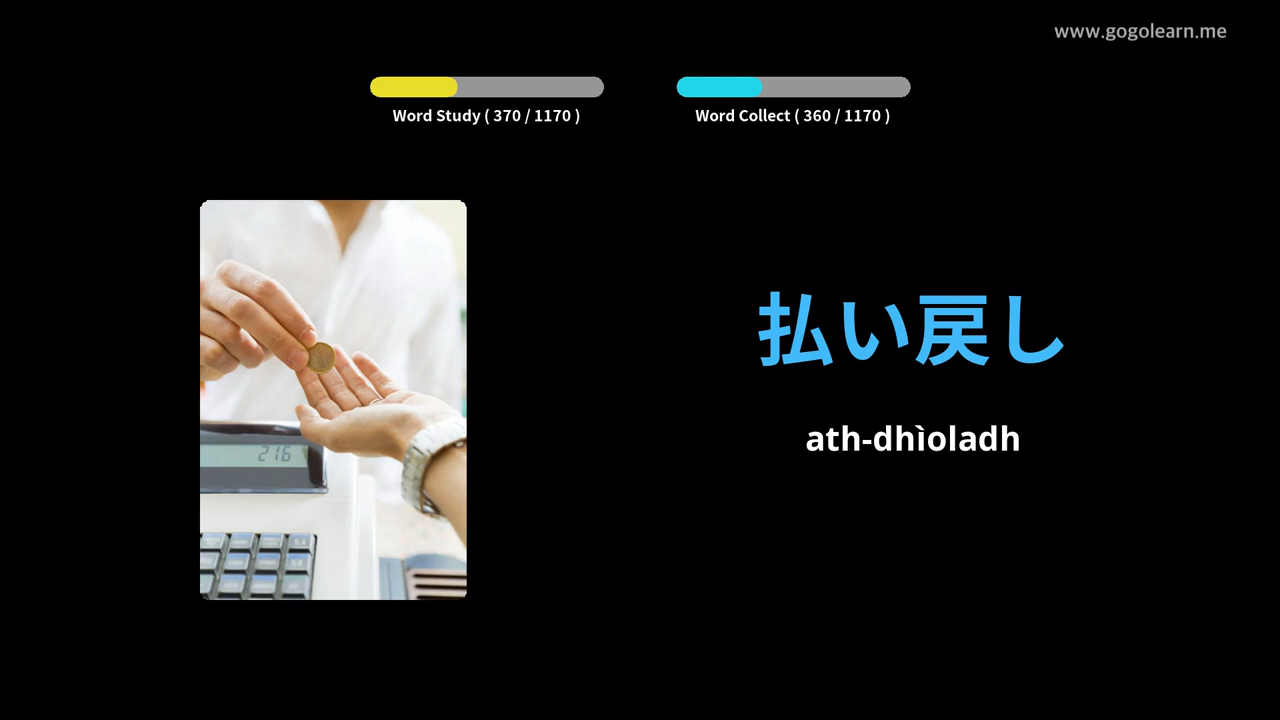 www.gogolearn.me
Word Study ( 370 / 1170 )
Word Collect ( 360 / 1170 )
払い戻し
ath-dhìoladh
216